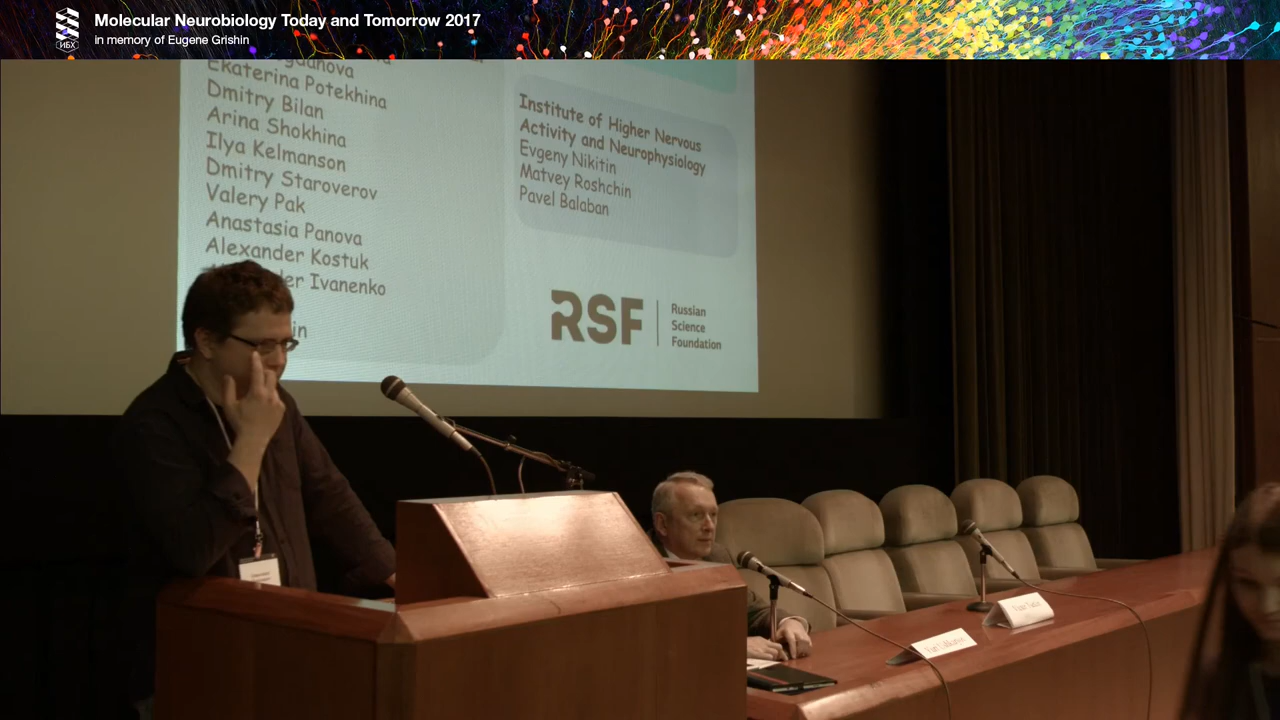 Molecular Neurobiology Today and Tomorrow 2017
in memory of Eugene Grishin
ИБХ
Ekaterina Potekhina
Dmitry Bilan
Arina Shokhina
Ilya Kelmanson
Dmitry Staroverov
Valery Pak
Anastasia Panova
Alexander Kostuk
Ivanenko
Institute of Higher Nervous
Activity and Neurophysiology
Evgeny Nikitin
Matvey Roshchin
Pavel Balaban
RSF
Russian
Science
Foundation